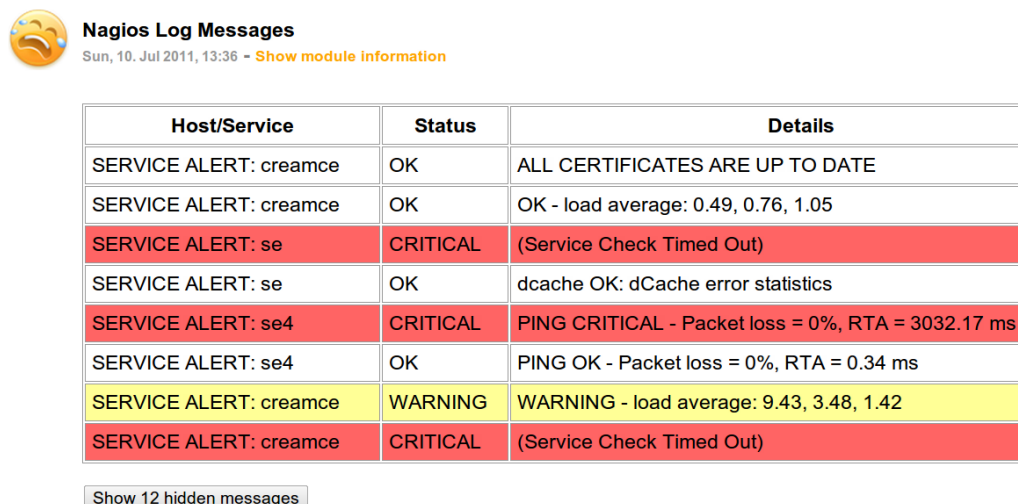 Nagios Log Messages
Sun, 10. Jul 2011, 13:36 - Show module information
Host/Service Status Details
SERVICE ALERT: creamce OK ALL CERTIFICATES ARE UP TO DATE
SERVICE ALERT: creamce OK OK - load average: 0.49, 0.76, 1.05
SERVICE ALERT: se CRITICAL (Service Check Timed Out)
SERVICE ALERT: se OK dcache OK: dCache error statistics
SERVICE ALERT: se4 CRITICAL PING CRITICAL - Packet loss = 0%, RTA = 3032.17 ms
SERVICE ALERT: se4 OK PING OK - Packet loss = 0%, RTA = 0.34 ms
SERVICE ALERT: creamce WARNING WARNING - load average: 9.43, 3.48, 1.42
SERVICE ALERT: creamce CRITICAL (Service Check Timed Out)
Show 12 hidden messages